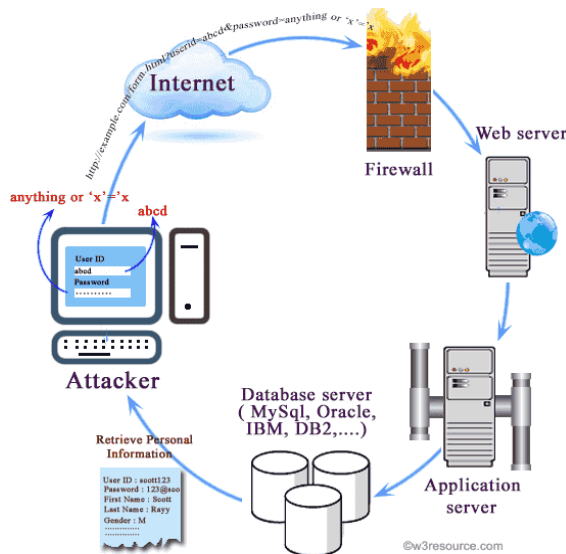 http://example.com/form.html?userid=abcd&password=anything or ‘x’=’x
Internet
Firewall
Web server
anything or ‘x’=’x
abcd
User ID
abcd
Password
Attacker
Database server
( MySql, Oracle,
IBM, DB2,....)
Application
server
Retrieve Personal
Information
User ID : scott123
Password : 123@soo
First Name : Scott
Last Name : Rayy
Gender : M
©w3resource.com